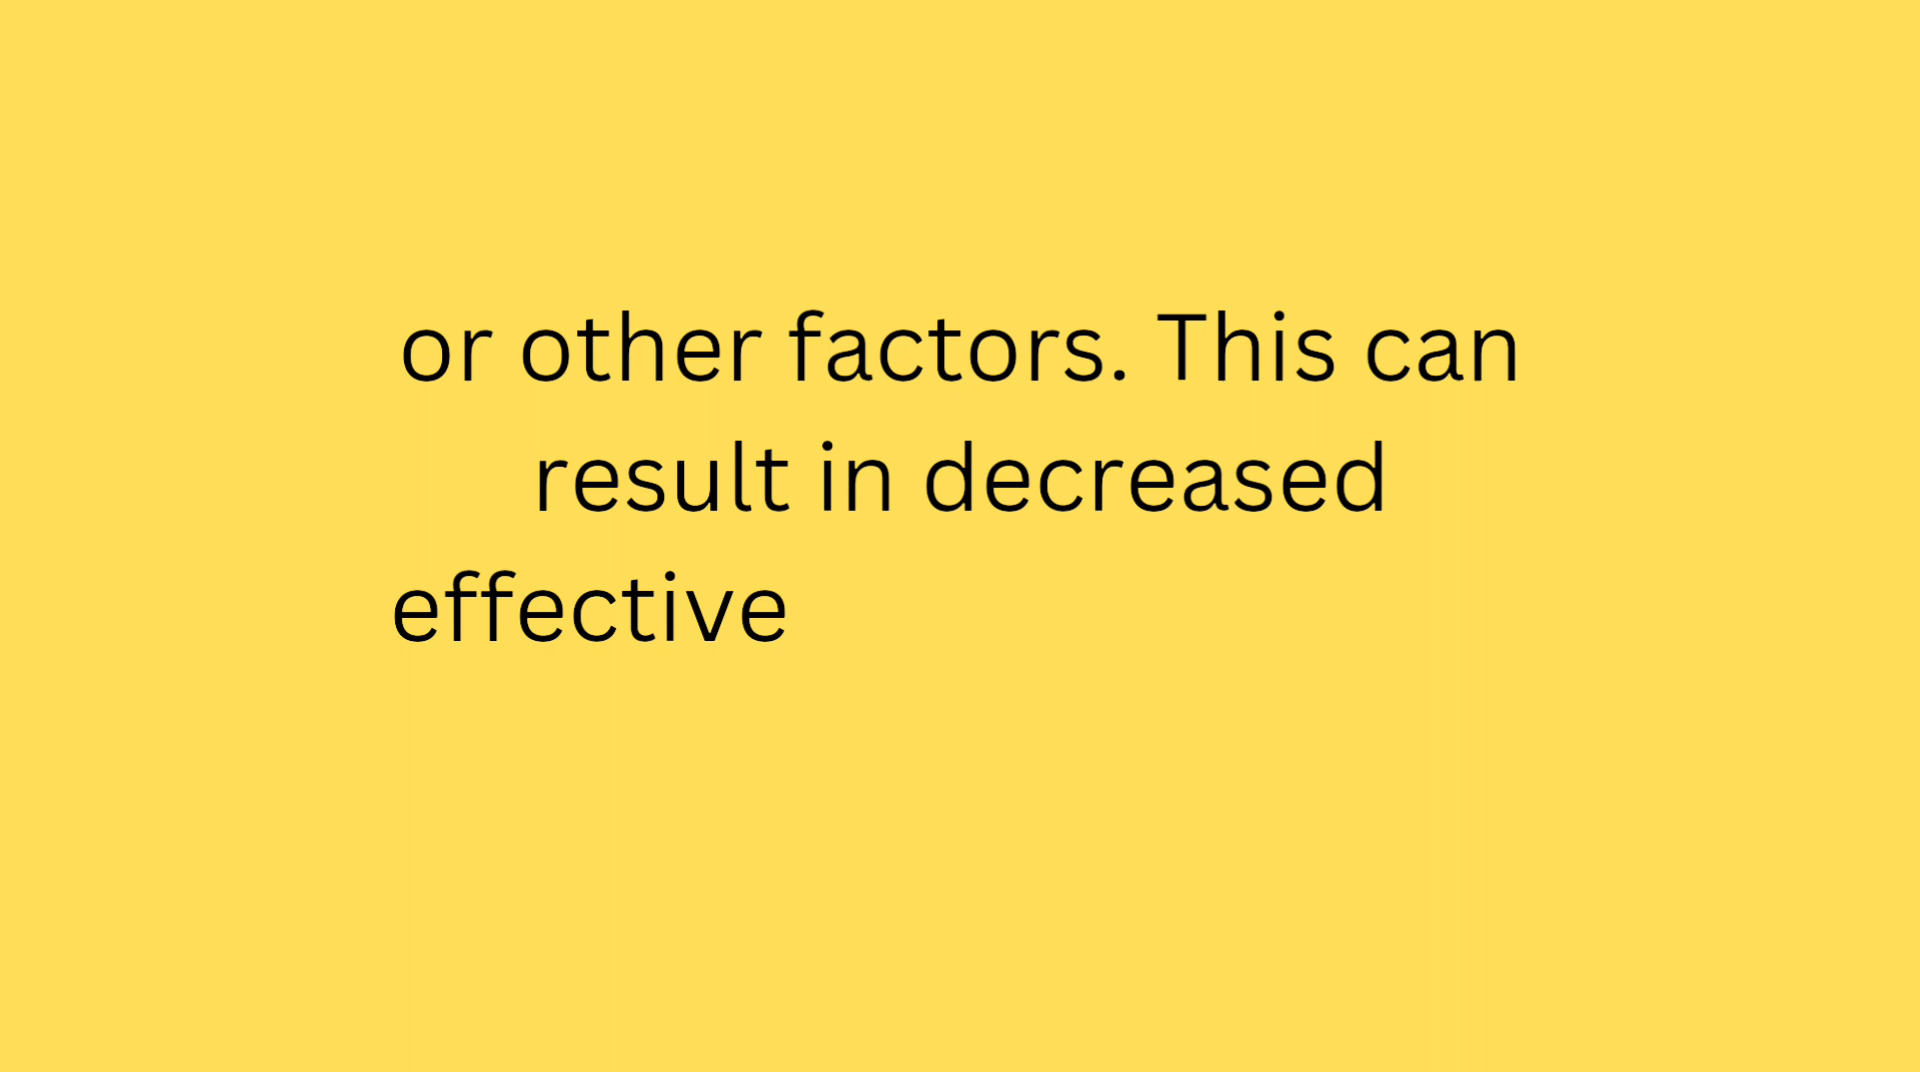 or other factors. This can
result in decreased
effective